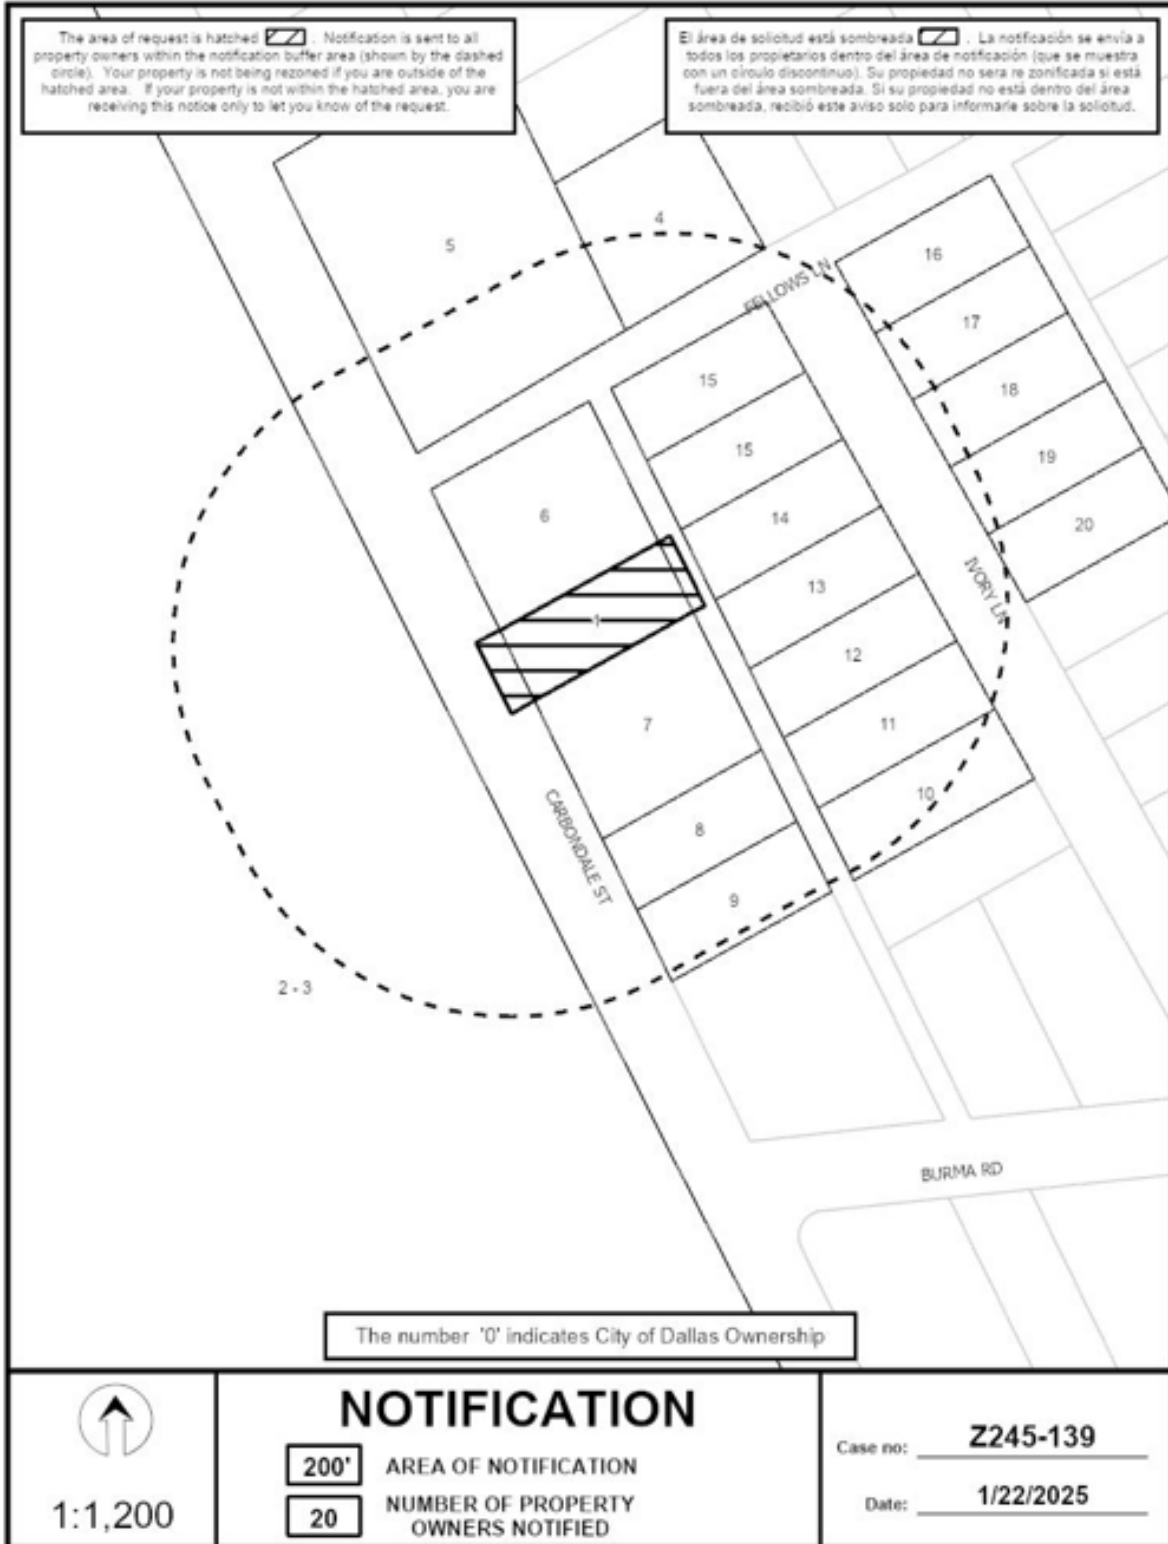 The area of request is hatched . Notification is sent to all
property owners within the notification buffer area (shown by the dashed
circle). Your property is not being rezoned if you are outside of the
hatched area. If your property is not within the hatched area, you are
receiving this notice only to let you know of the request.
El área de solicitud está sombreada . La notificación se envía a
todos los propietarios dentro del área de notificación (que se muestra
con un círculo discontinuo). Su propiedad no sera re zonificada si está
fuera del área sombreada. Si su propiedad no está dentro del área
sombreada, recibió este aviso solo para informarle sobre la solicitud.
4
5
16
FELLOWS LN
17
15
18
15
19
6
14
20
13
IVORY LN
1
12
7
11
10
CARBONDALE ST
8
9
2 - 3
BURMA RD
The number '0' indicates City of Dallas Ownership
1:1,200
NOTIFICATION
200' AREA OF NOTIFICATION
20 NUMBER OF PROPERTY
OWNERS NOTIFIED
Case no: Z245-139
Date: 1/22/2025